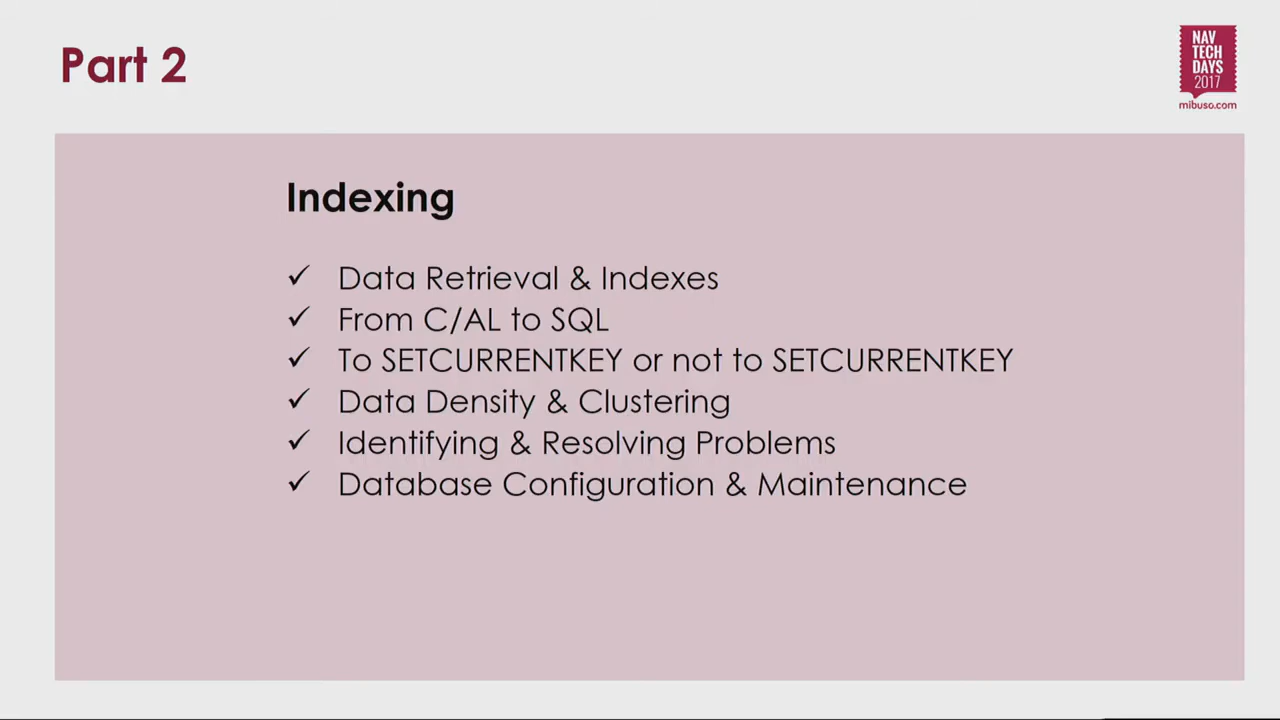 Part 2
NAV
TECH
DAYS
2017
mibuso.com
Indexing
✓ Data Retrieval & Indexes
✓ From C/AL to SQL
✓ To SETCURRENTKEY or not to SETCURRENTKEY
✓ Data Density & Clustering
✓ Identifying & Resolving Problems
✓ Database Configuration & Maintenance